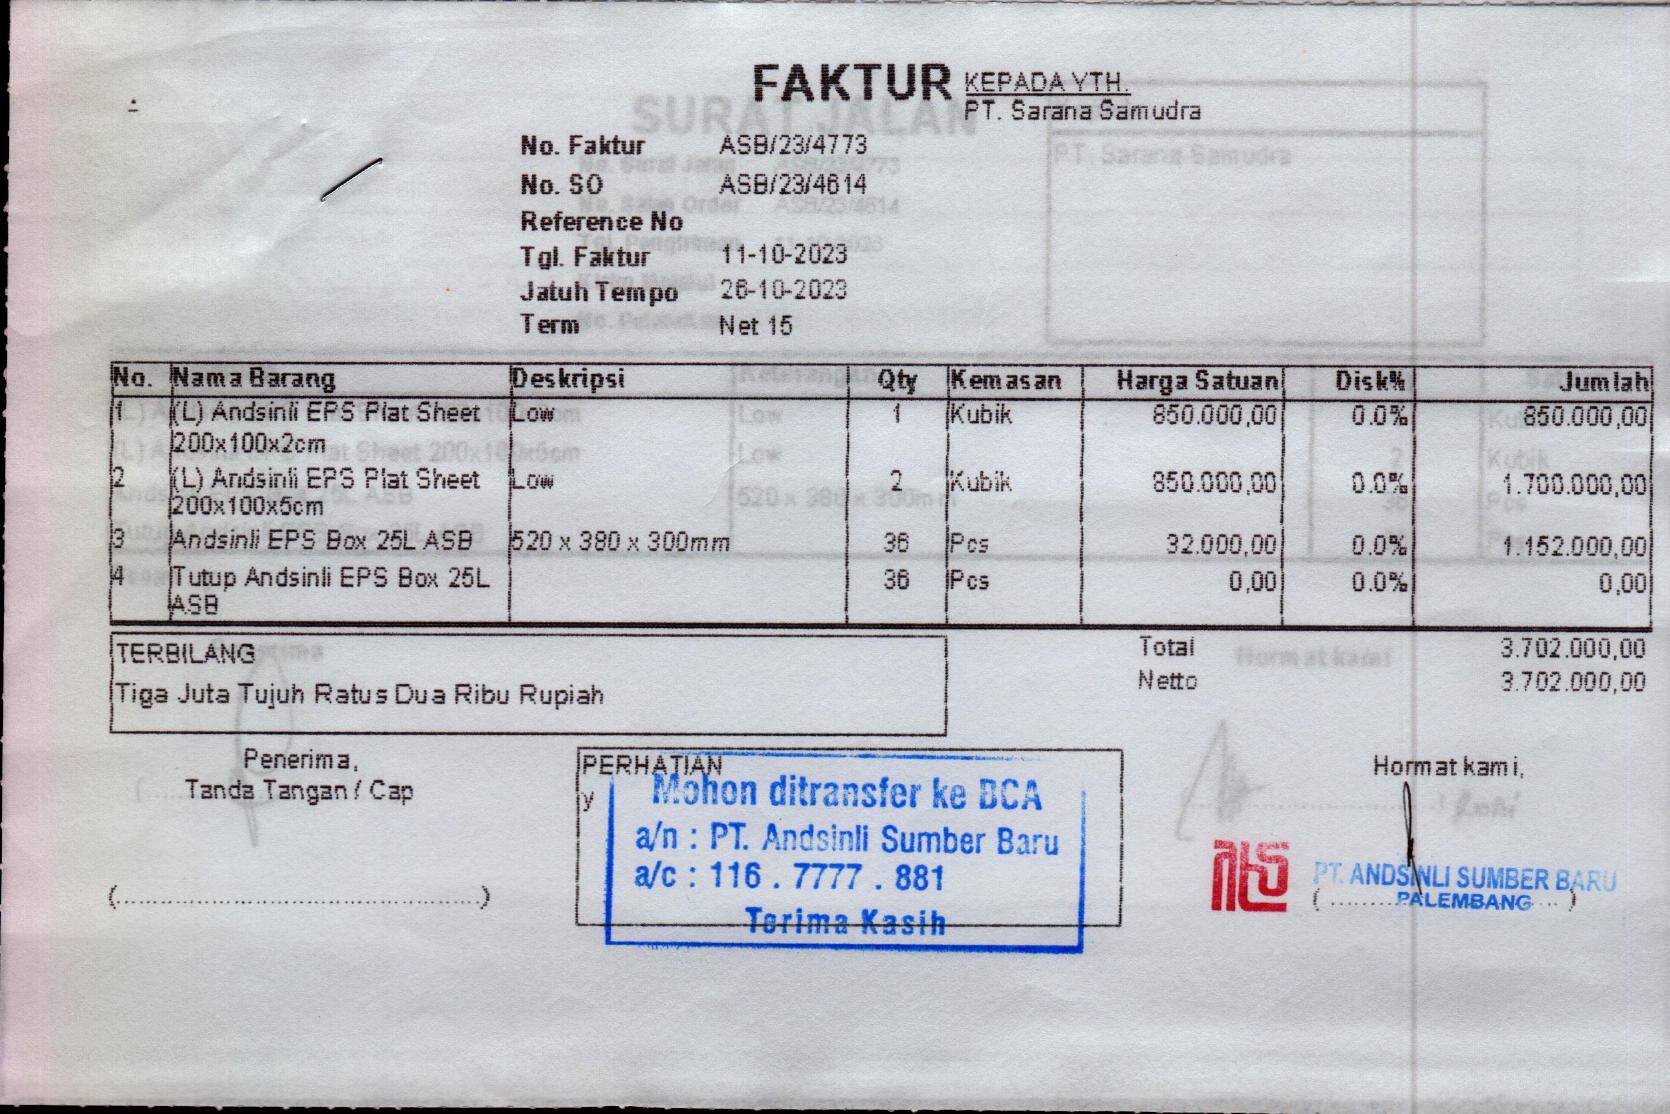 FAKTUR
KEPADA YTH.
PT. Sarana Samudra
No. Faktur ASB/23/4773
No. SO ASB/23/4614
Reference No
Tgl. Faktur 11-10-2023
Jatuh Tempo 26-10-2023
Term Net 15
No. Nama Barang Deskripsi Qty Kemasan Harga Satuan Disk% Jumlah
1 (L) Andsinli EPS Plat Sheet Low 1 Kubik 850.000,00 0.0% 850.000,00
200x100x2cm
2 (L) Andsinli EPS Plat Sheet Low 2 Kubik 850.000,00 0.0% 1.700.000,00
200x100x5cm
3 Andsinli EPS Box 25L ASB 520 x 380 x 300mm 36 Pcs 32.000,00 0.0% 1.152.000,00
4 Tutup Andsinli EPS Box 25L 36 Pcs 0,00 0.0% 0,00
ASB
TERBILANG
Tiga Juta Tujuh Ratus Dua Ribu Rupiah
Total 3.702.000,00
Netto 3.702.000,00
Penerima,
Tanda Tangan / Cap
(....................................................)
PERHATIAN
y
Mohon ditransfer ke BCA
a/n : PT. Andsinli Sumber Baru
a/c : 116 . 7777 . 881
Terima Kasih
Hormat kami,
PT. ANDSINLI SUMBER BARU
PALEMBANG
SURAT JALAN
PT. Sarana Samudra